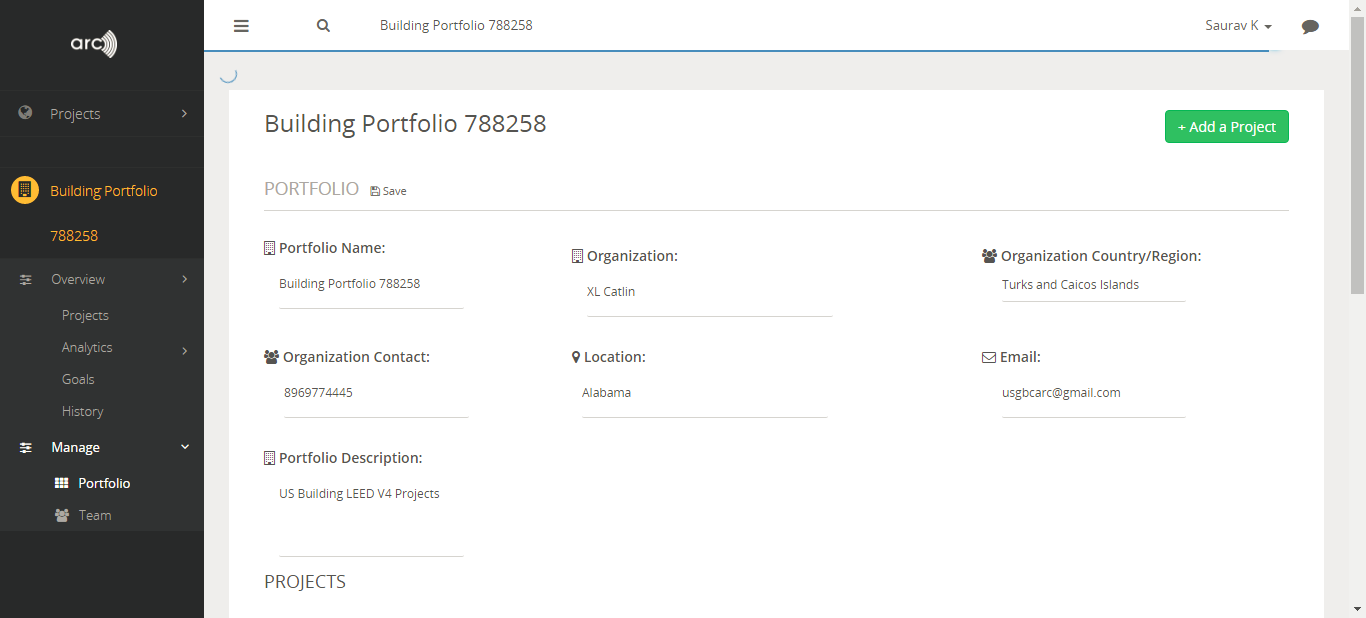 arc
Projects
Building Portfolio
788258
Overview
Projects
Analytics
Goals
History
Manage
Portfolio
Team
Building Portfolio 788258
Saurav K
Building Portfolio 788258
+ Add a Project
PORTFOLIO Save
Portfolio Name:
Building Portfolio 788258
Organization:
XL Catlin
Organization Country/Region:
Turks and Caicos Islands
Organization Contact:
8969774445
Location:
Alabama
Email:
usgbcarc@gmail.com
Portfolio Description:
US Building LEED V4 Projects
PROJECTS